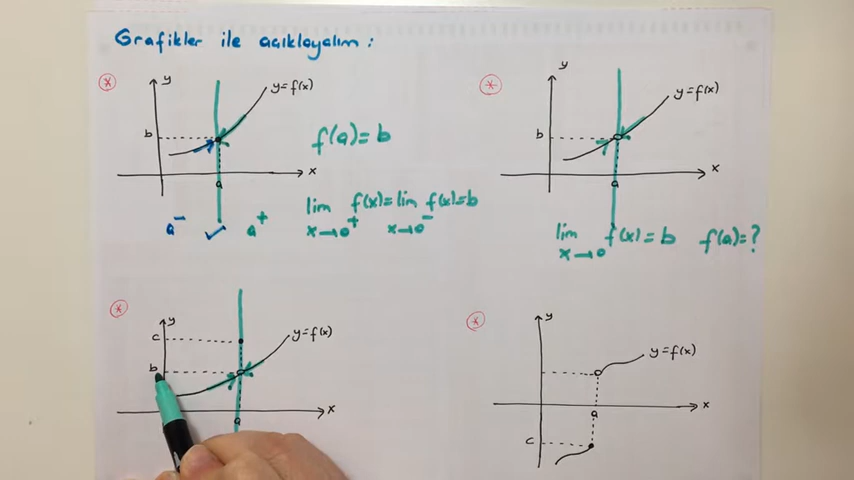 Grafikler ile açıklayalım :
y
y=f(x)
b
x
a
f(a)=b
a⁻ ✓ a⁺
lim f(x)=lim f(x)=b
x→a⁺ x→a⁻
y
y=f(x)
b
x
a
lim f(x)=b f(a)=?
x→a
y
c
y=f(x)
b
x
a
y
y=f(x)
a
x
c